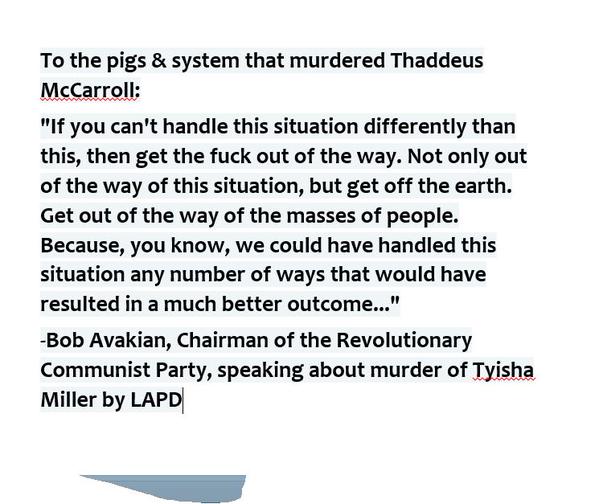 To the pigs & system that murdered Thaddeus
McCarroll:
"If you can't handle this situation differently than
this, then get the fuck out of the way. Not only out
of the way of this situation, but get off the earth.
Get out of the way of the masses of people.
Because, you know, we could have handled this
situation any number of ways that would have
resulted in a much better outcome..."
-Bob Avakian, Chairman of the Revolutionary
Communist Party, speaking about murder of Tyisha
Miller by LAPD